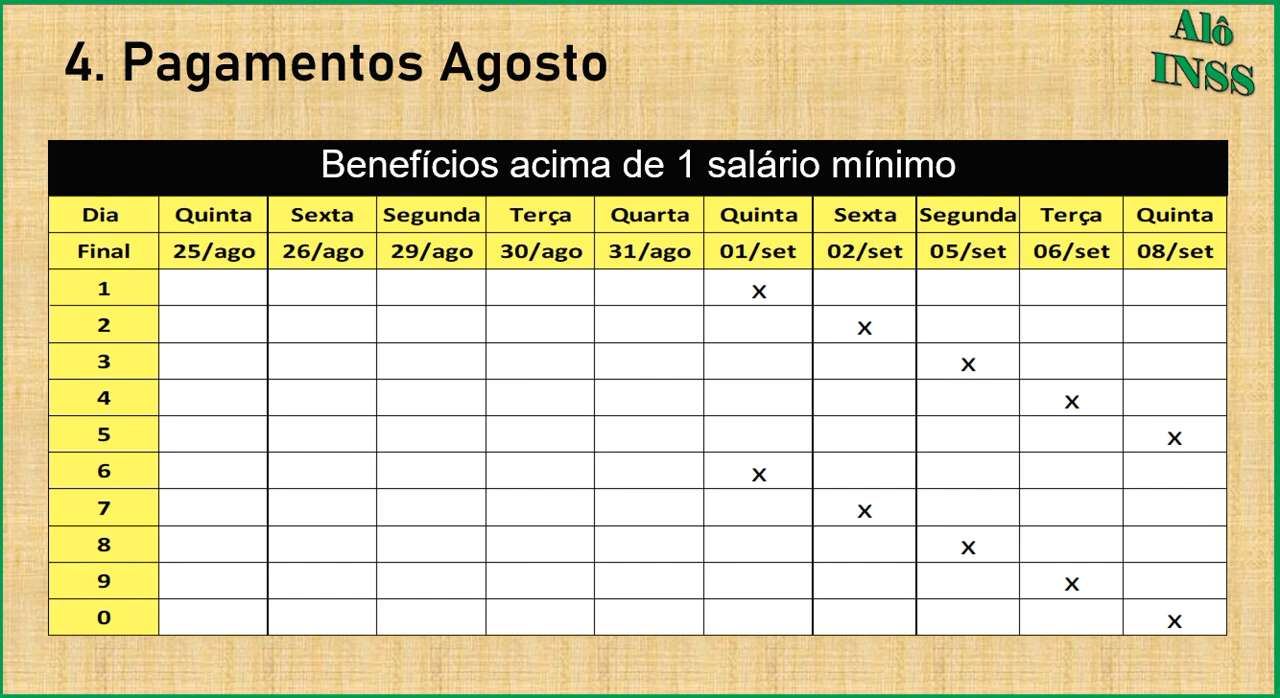 4. Pagamentos Agosto
Alô
INSS
Benefícios acima de 1 salário mínimo
Dia Quinta Sexta Segunda Terça Quarta Quinta Sexta Segunda Terça Quinta
Final 25/ago 26/ago 29/ago 30/ago 31/ago 01/set 02/set 05/set 06/set 08/set
1 x
2 x
3 x
4 x
5 x
6 x
7 x
8 x
9 x
0 x